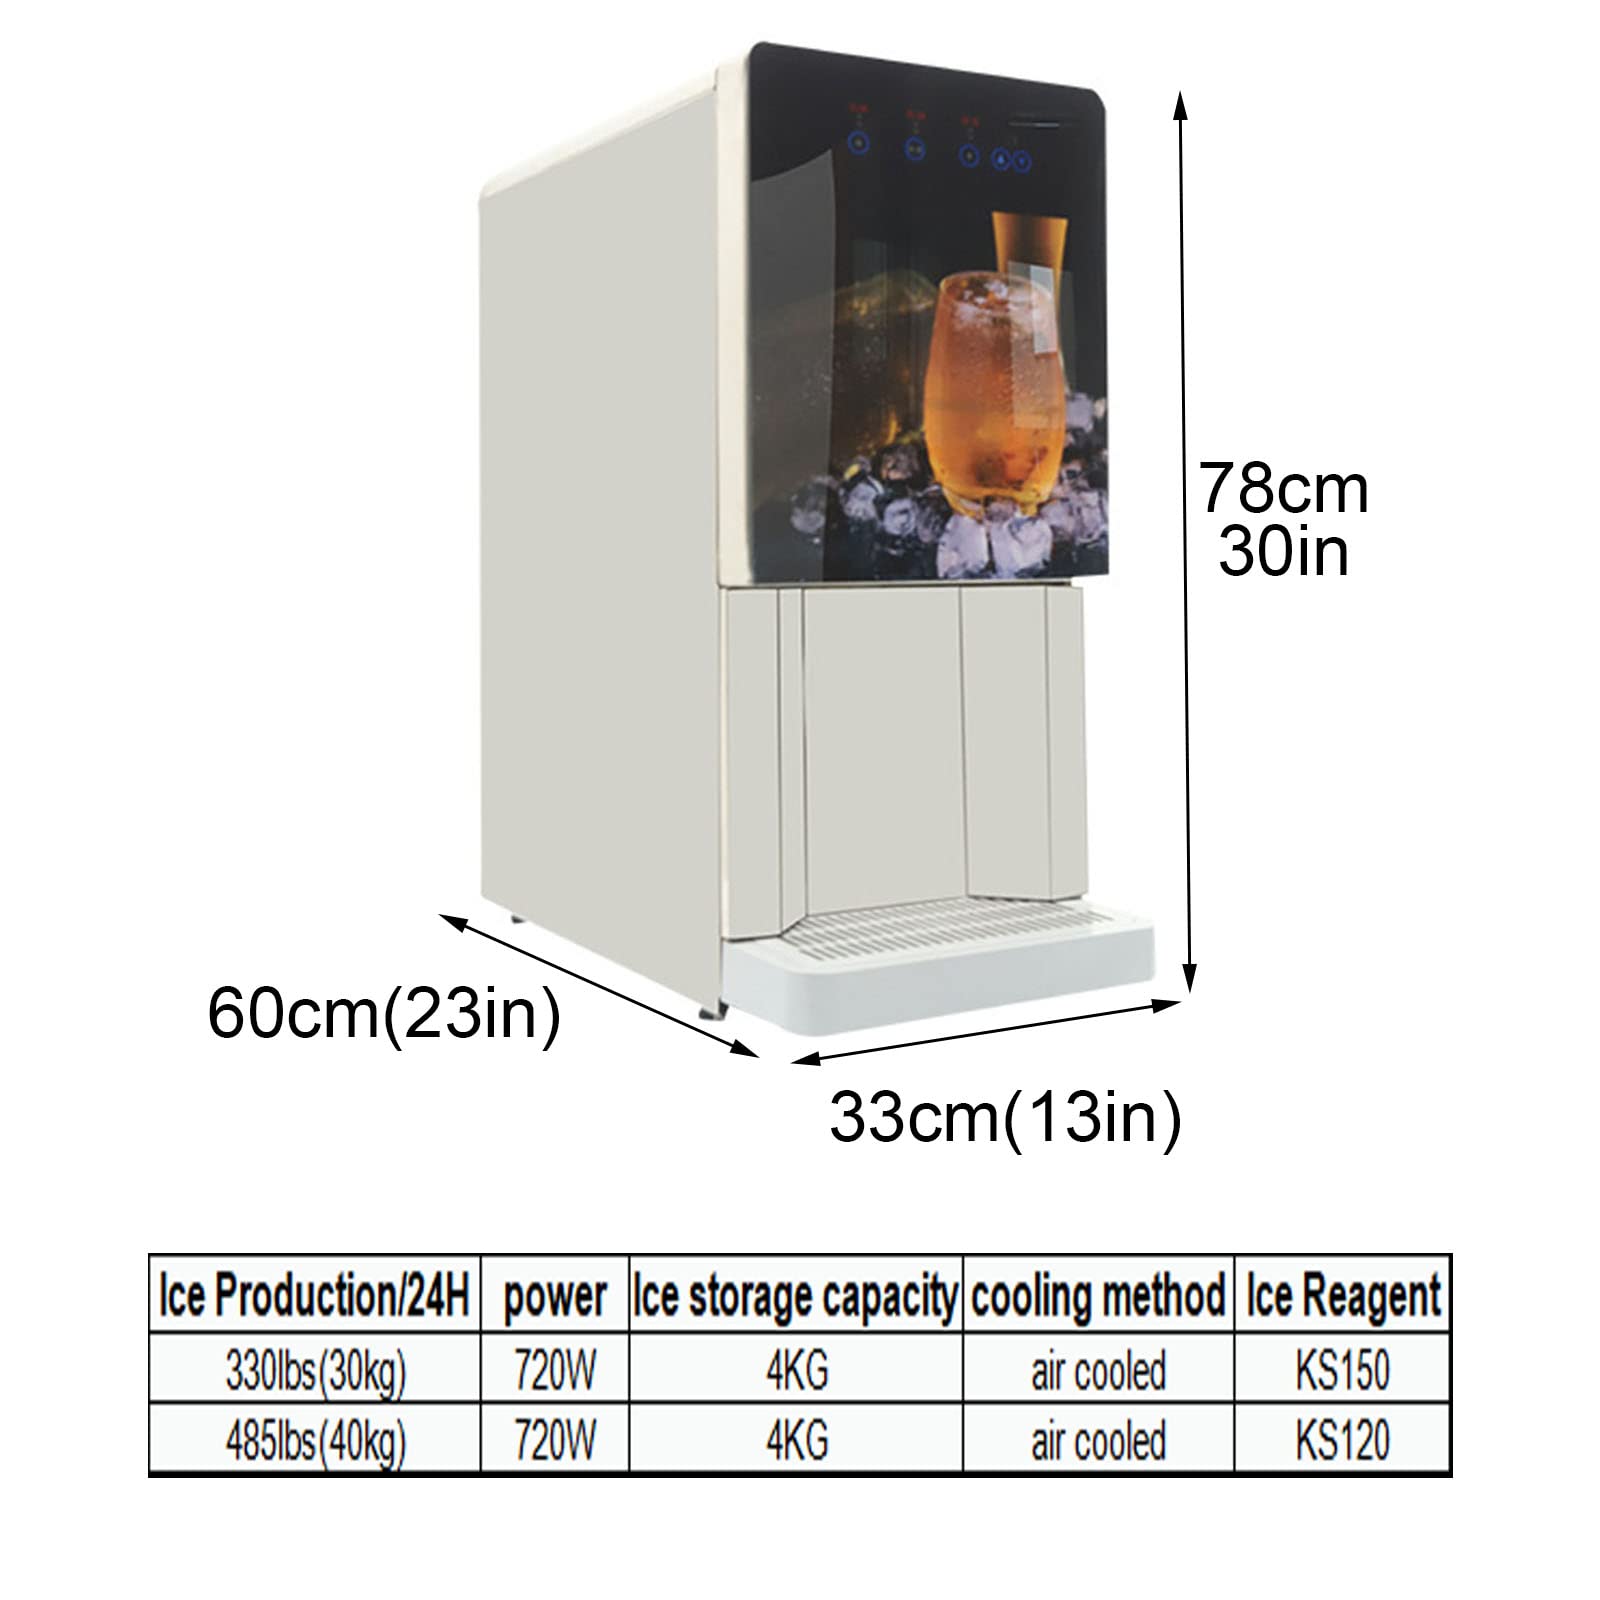 78cm
30in
60cm(23in)
33cm(13in)
Ice Production/24H power Ice storage capacity cooling method Ice Reagent
330lbs(30kg) 720W 4KG air cooled KS150
485lbs(40kg) 720W 4KG air cooled KS120